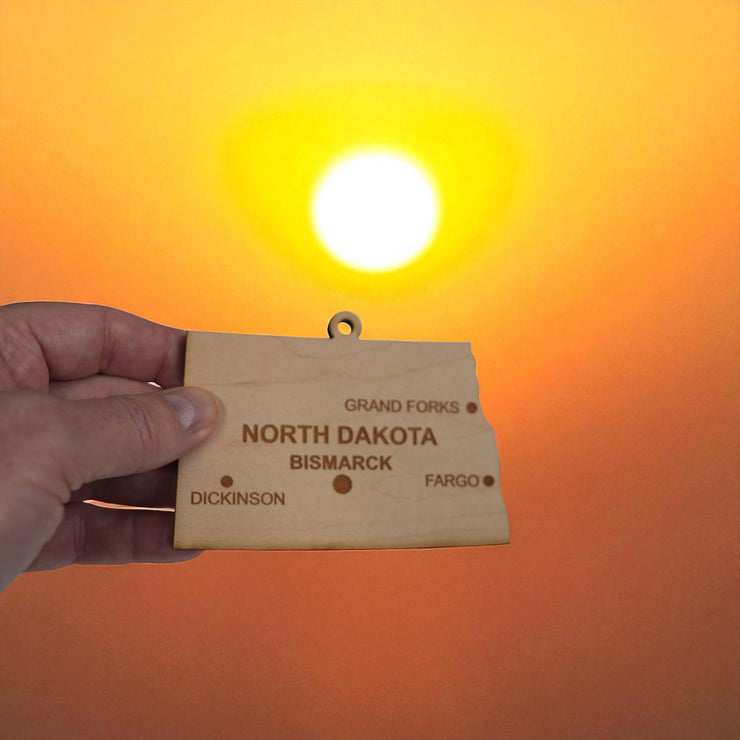 GRAND FORKS
NORTH DAKOTA
BISMARCK
FARGO
DICKINSON